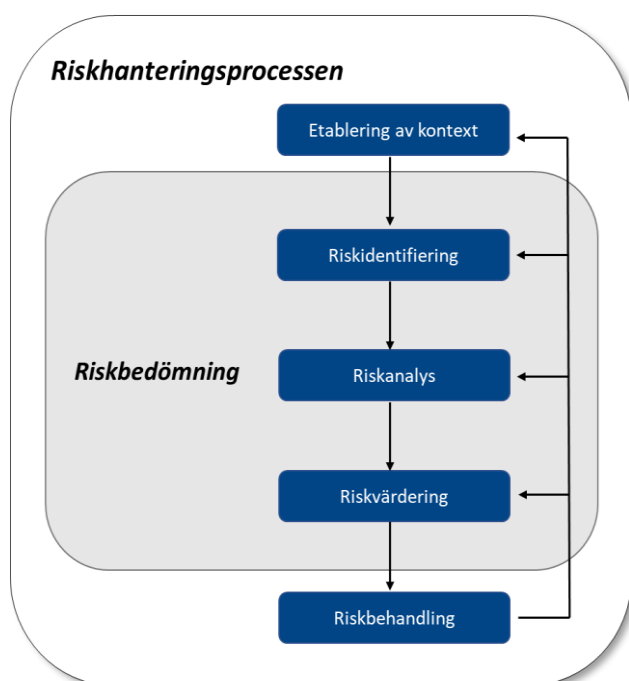 Riskhanteringsprocessen
Etablering av kontext
Riskidentifiering
Riskbedömning
Riskanalys
Riskvärdering
Riskbehandling